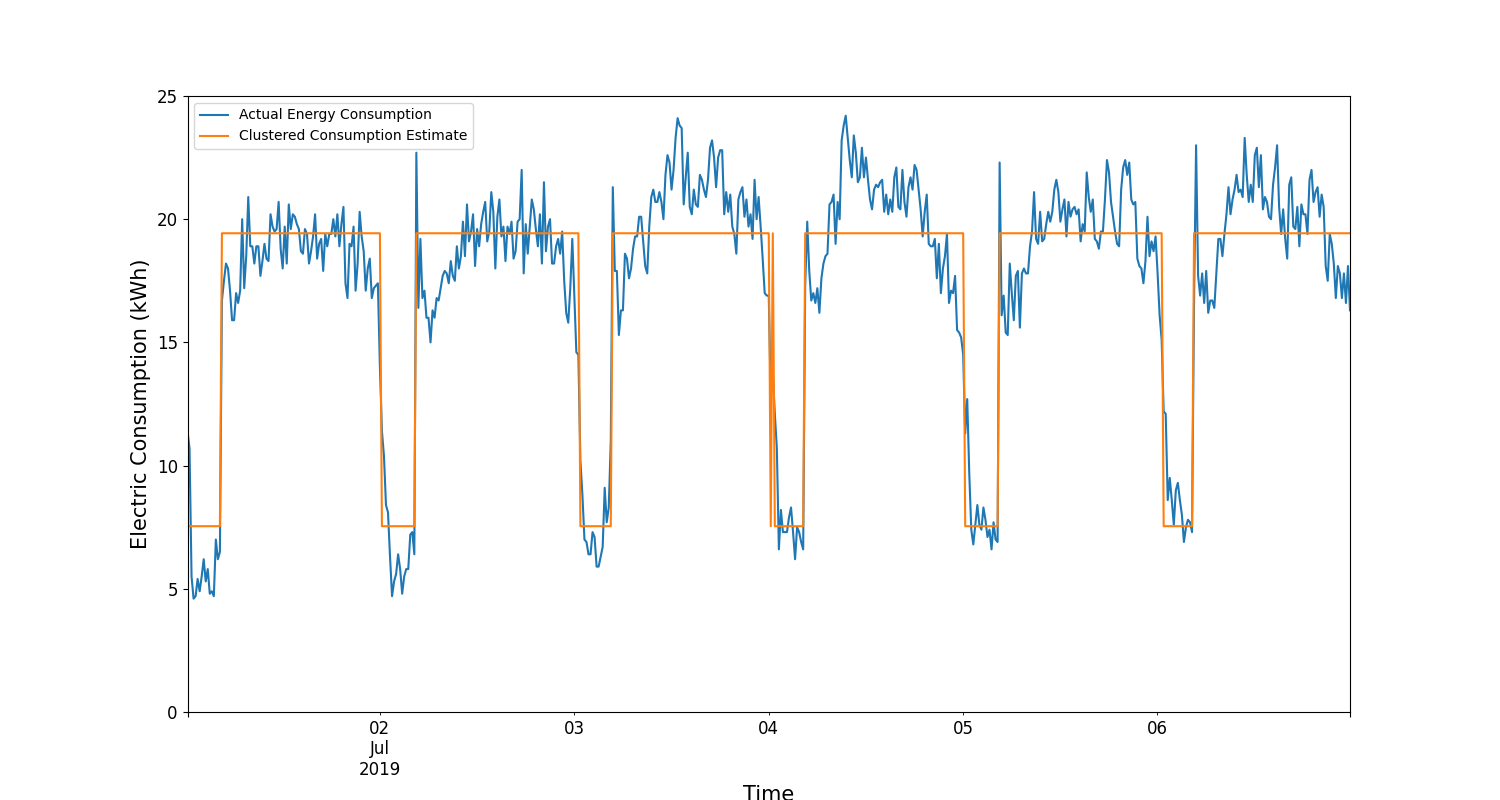 Actual Energy Consumption
Clustered Consumption Estimate
Electric Consumption (kWh)
25
20
15
10
5
0
02
Jul
2019
03
04
05
06
Time